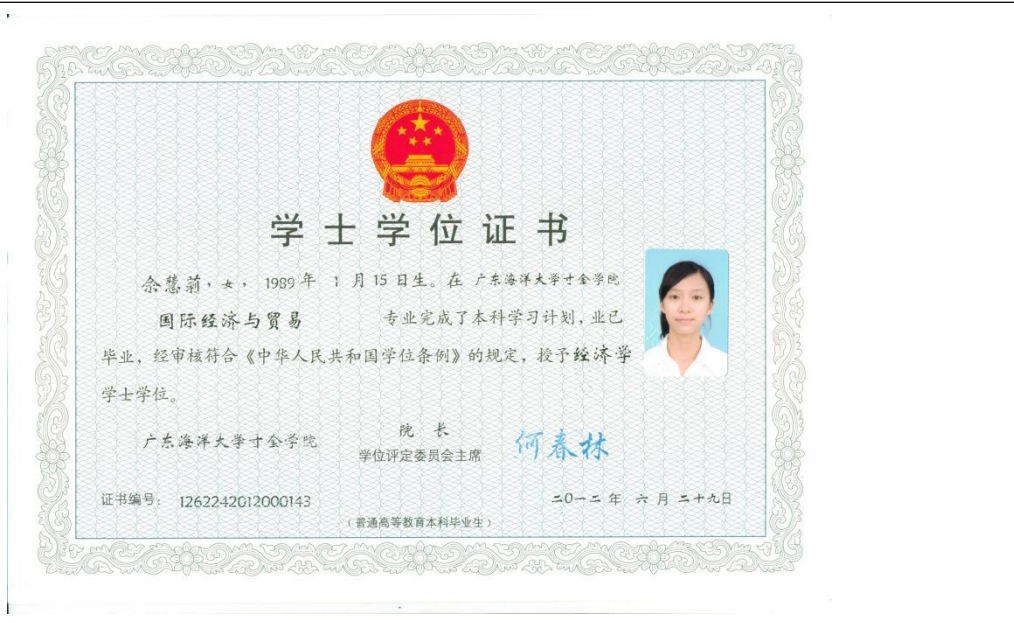 学士学位证书
余慧莉，女， 1989年 1月15日生。在 广东海洋大学寸金学院
国际经济与贸易 专业完成了本科学习计划，业已
毕业，经审核符合《中华人民共和国学位条例》的规定，授予经济学
学士学位。
广东海洋大学寸金学院
院 长
学位评定委员会主席
何春林
证书编号： 1262242012000143
二〇一二年 六月二十九日
（普通高等教育本科毕业生）